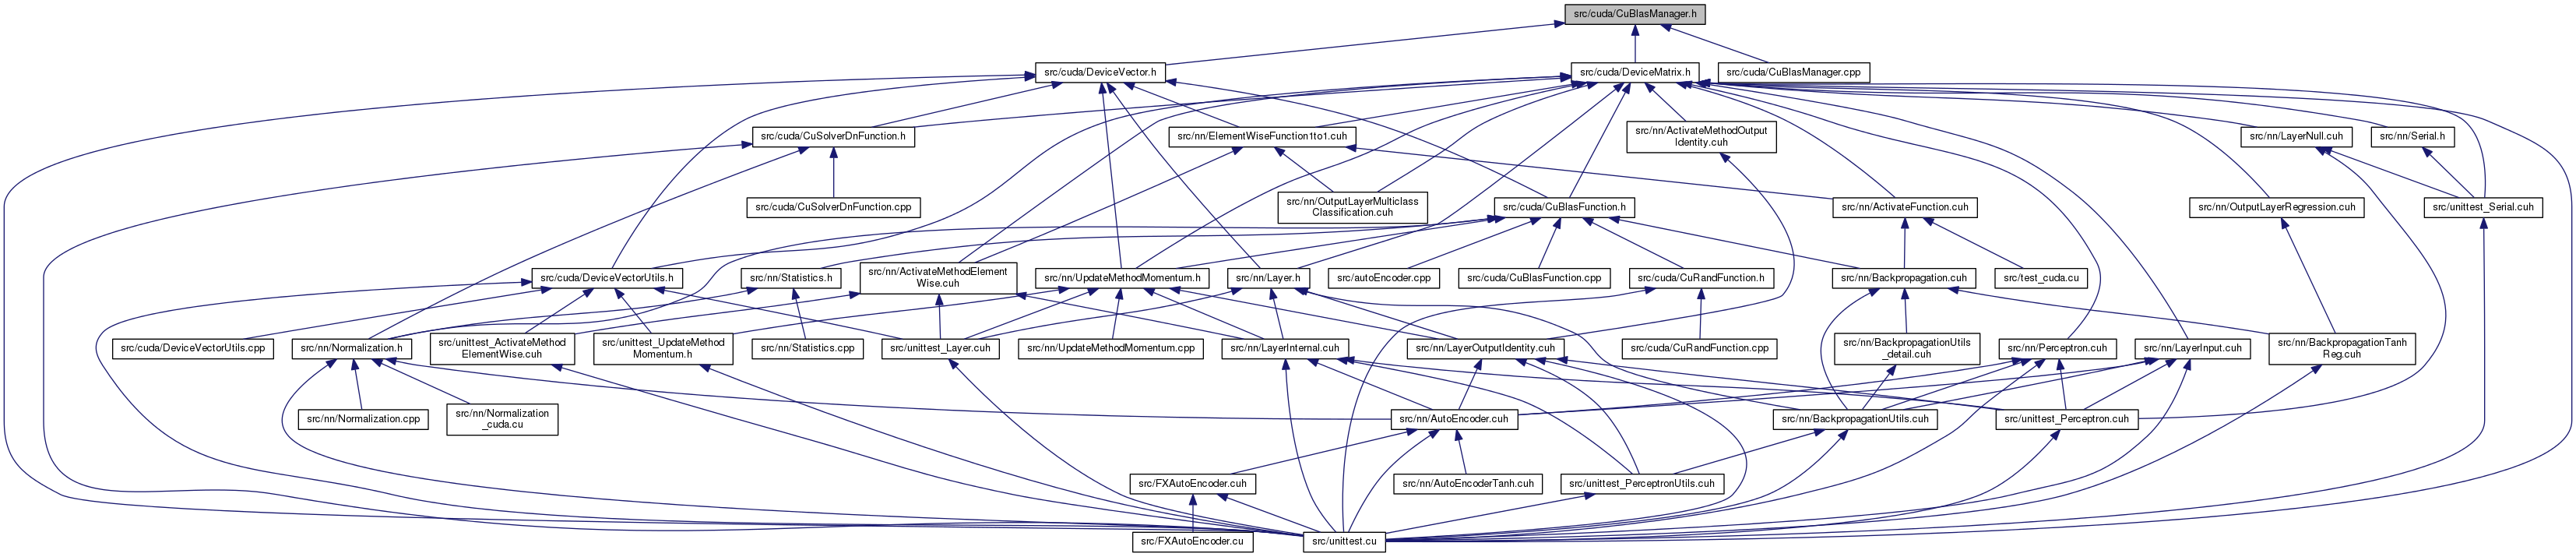 src/cuda/CuBlasManager.h
src/cuda/DeviceVector.h
src/cuda/DeviceMatrix.h
src/cuda/CuBlasManager.cpp
src/cuda/CuSolverDnFunction.h
src/nn/ElementWiseFunction1to1.cuh
src/nn/ActivateMethodOutput
Identity.cuh
src/nn/LayerNull.cuh
src/nn/Serial.h
src/cuda/CuSolverDnFunction.cpp
src/nn/OutputLayerMulticlass
Classification.cuh
src/cuda/CuBlasFunction.h
src/nn/ActivateFunction.cuh
src/nn/OutputLayerRegression.cuh
src/unittest_Serial.cuh
src/cuda/DeviceVectorUtils.h
src/nn/Statistics.h
src/nn/ActivateMethodElement
Wise.cuh
src/nn/UpdateMethodMomentum.h
src/nn/Layer.h
src/autoEncoder.cpp
src/cuda/CuBlasFunction.cpp
src/cuda/CuRandFunction.h
src/nn/Backpropagation.cuh
src/test_cuda.cu
src/cuda/DeviceVectorUtils.cpp
src/nn/Normalization.h
src/unittest_ActivateMethod
ElementWise.cuh
src/unittest_UpdateMethod
Momentum.h
src/nn/Statistics.cpp
src/unittest_Layer.cuh
src/nn/UpdateMethodMomentum.cpp
src/nn/LayerInternal.cuh
src/nn/LayerOutputIdentity.cuh
src/cuda/CuRandFunction.cpp
src/nn/BackpropagationUtils
_detail.cuh
src/nn/Perceptron.cuh
src/nn/LayerInput.cuh
src/nn/BackpropagationTanh
Reg.cuh
src/nn/Normalization.cpp
src/nn/Normalization
_cuda.cu
src/nn/AutoEncoder.cuh
src/nn/BackpropagationUtils.cuh
src/unittest_Perceptron.cuh
src/FXAutoEncoder.cuh
src/nn/AutoEncoderTanh.cuh
src/unittest_PerceptronUtils.cuh
src/FXAutoEncoder.cu
src/unittest.cu